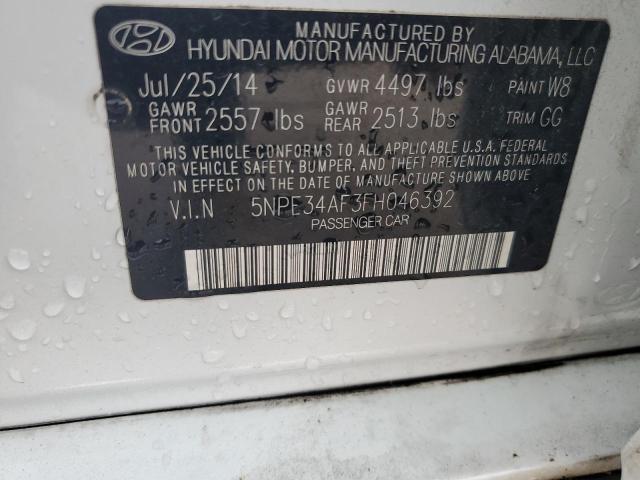 MANUFACTURED BY
HYUNDAI MOTOR MANUFACTURING ALABAMA, LLC
Jul/25/14 GVWR 4497 lbs PAINT W8
GAWR FRONT 2557 lbs GAWR REAR 2513 lbs TRIM GG
THIS VEHICLE CONFORMS TO ALL APPLICABLE U.S.A. FEDERAL
MOTOR VEHICLE SAFETY, BUMPER, AND THEFT PREVENTION STANDARDS
IN EFFECT ON THE DATE OF MANUFACTURE SHOWN ABOVE.
V.I.N 5NPE34AF3FH046392
PASSENGER CAR